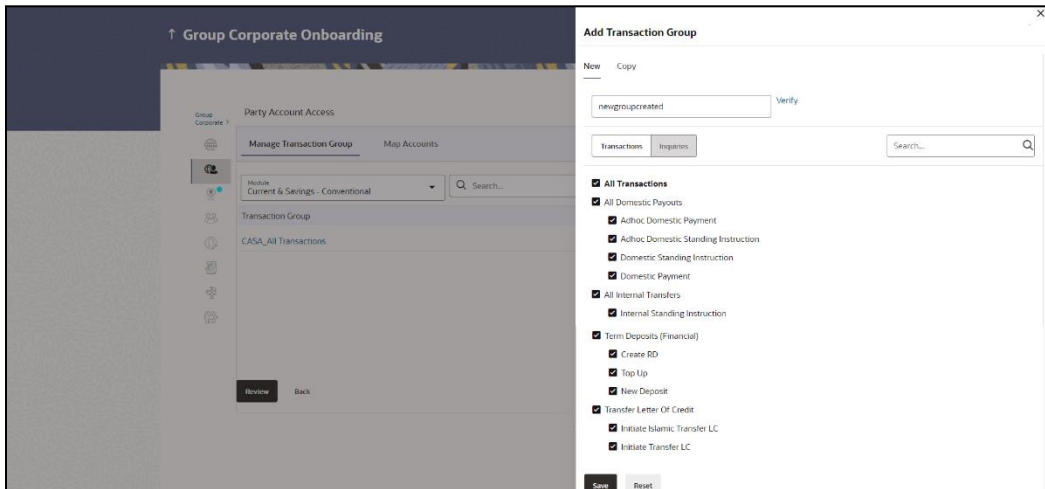 ↑ Group Corporate Onboarding
Group Corporate >
Party Account Access
Manage Transaction Group Map Accounts
Module
Current & Savings - Conventional
Search...
Transaction Group
CASA_All Transactions
Review Back
×
Add Transaction Group
New Copy
newgroupcreated Verify
Transactions Inquiries Search...
All Transactions
All Domestic Payouts
Adhoc Domestic Payment
Adhoc Domestic Standing Instruction
Domestic Standing Instruction
Domestic Payment
All Internal Transfers
Internal Standing Instruction
Term Deposits (Financial)
Create RD
Top Up
New Deposit
Transfer Letter Of Credit
Initiate Islamic Transfer LC
Initiate Transfer LC
Save Reset